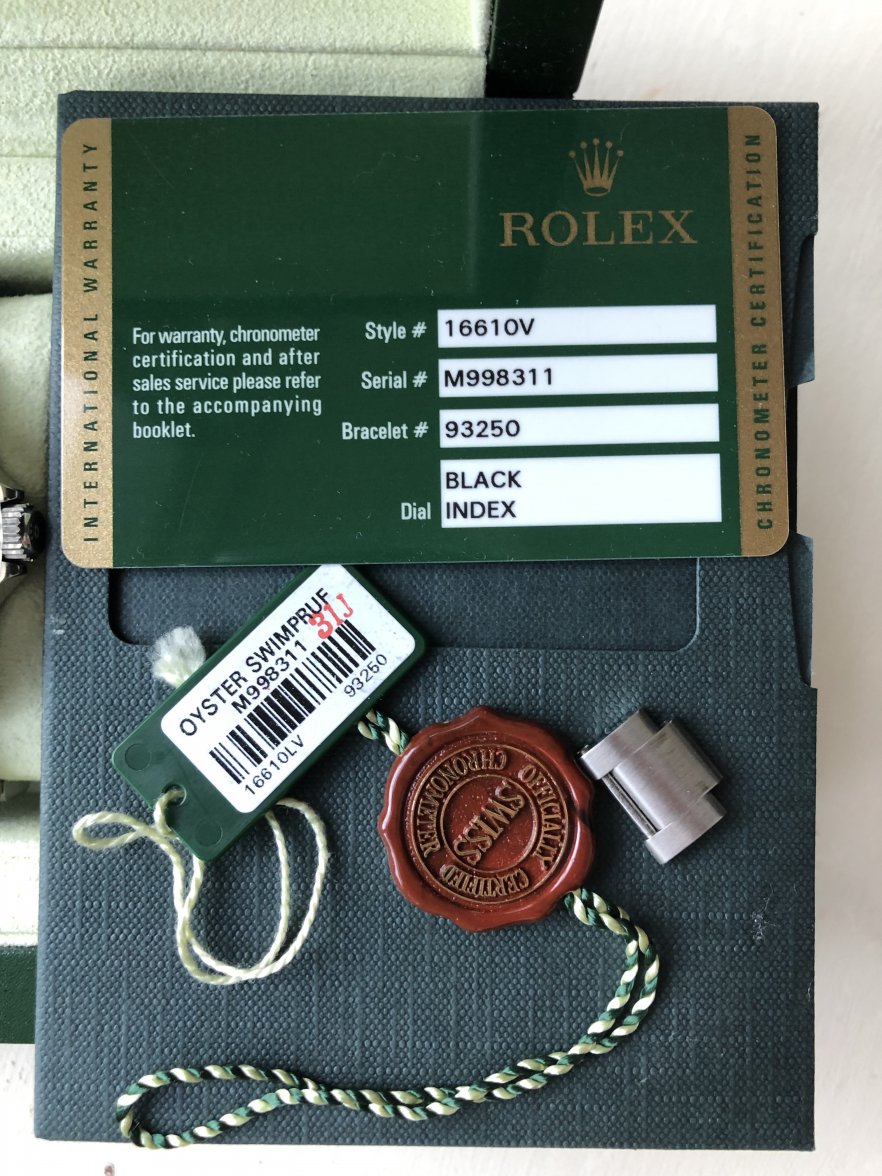 INTERNATIONAL WARRANTY
ROLEX
CHRONOMETER CERTIFICATION
For warranty, chronometer
certification and after
sales service please refer
to the accompanying
booklet.
Style # 16610V
Serial # M998311
Bracelet # 93250
Dial BLACK
INDEX
OYSTER SWIMPRUF
M998311 31J
93250
16610LV
OFFICIALLY CERTIFIED CHRONOMETER
SWISS